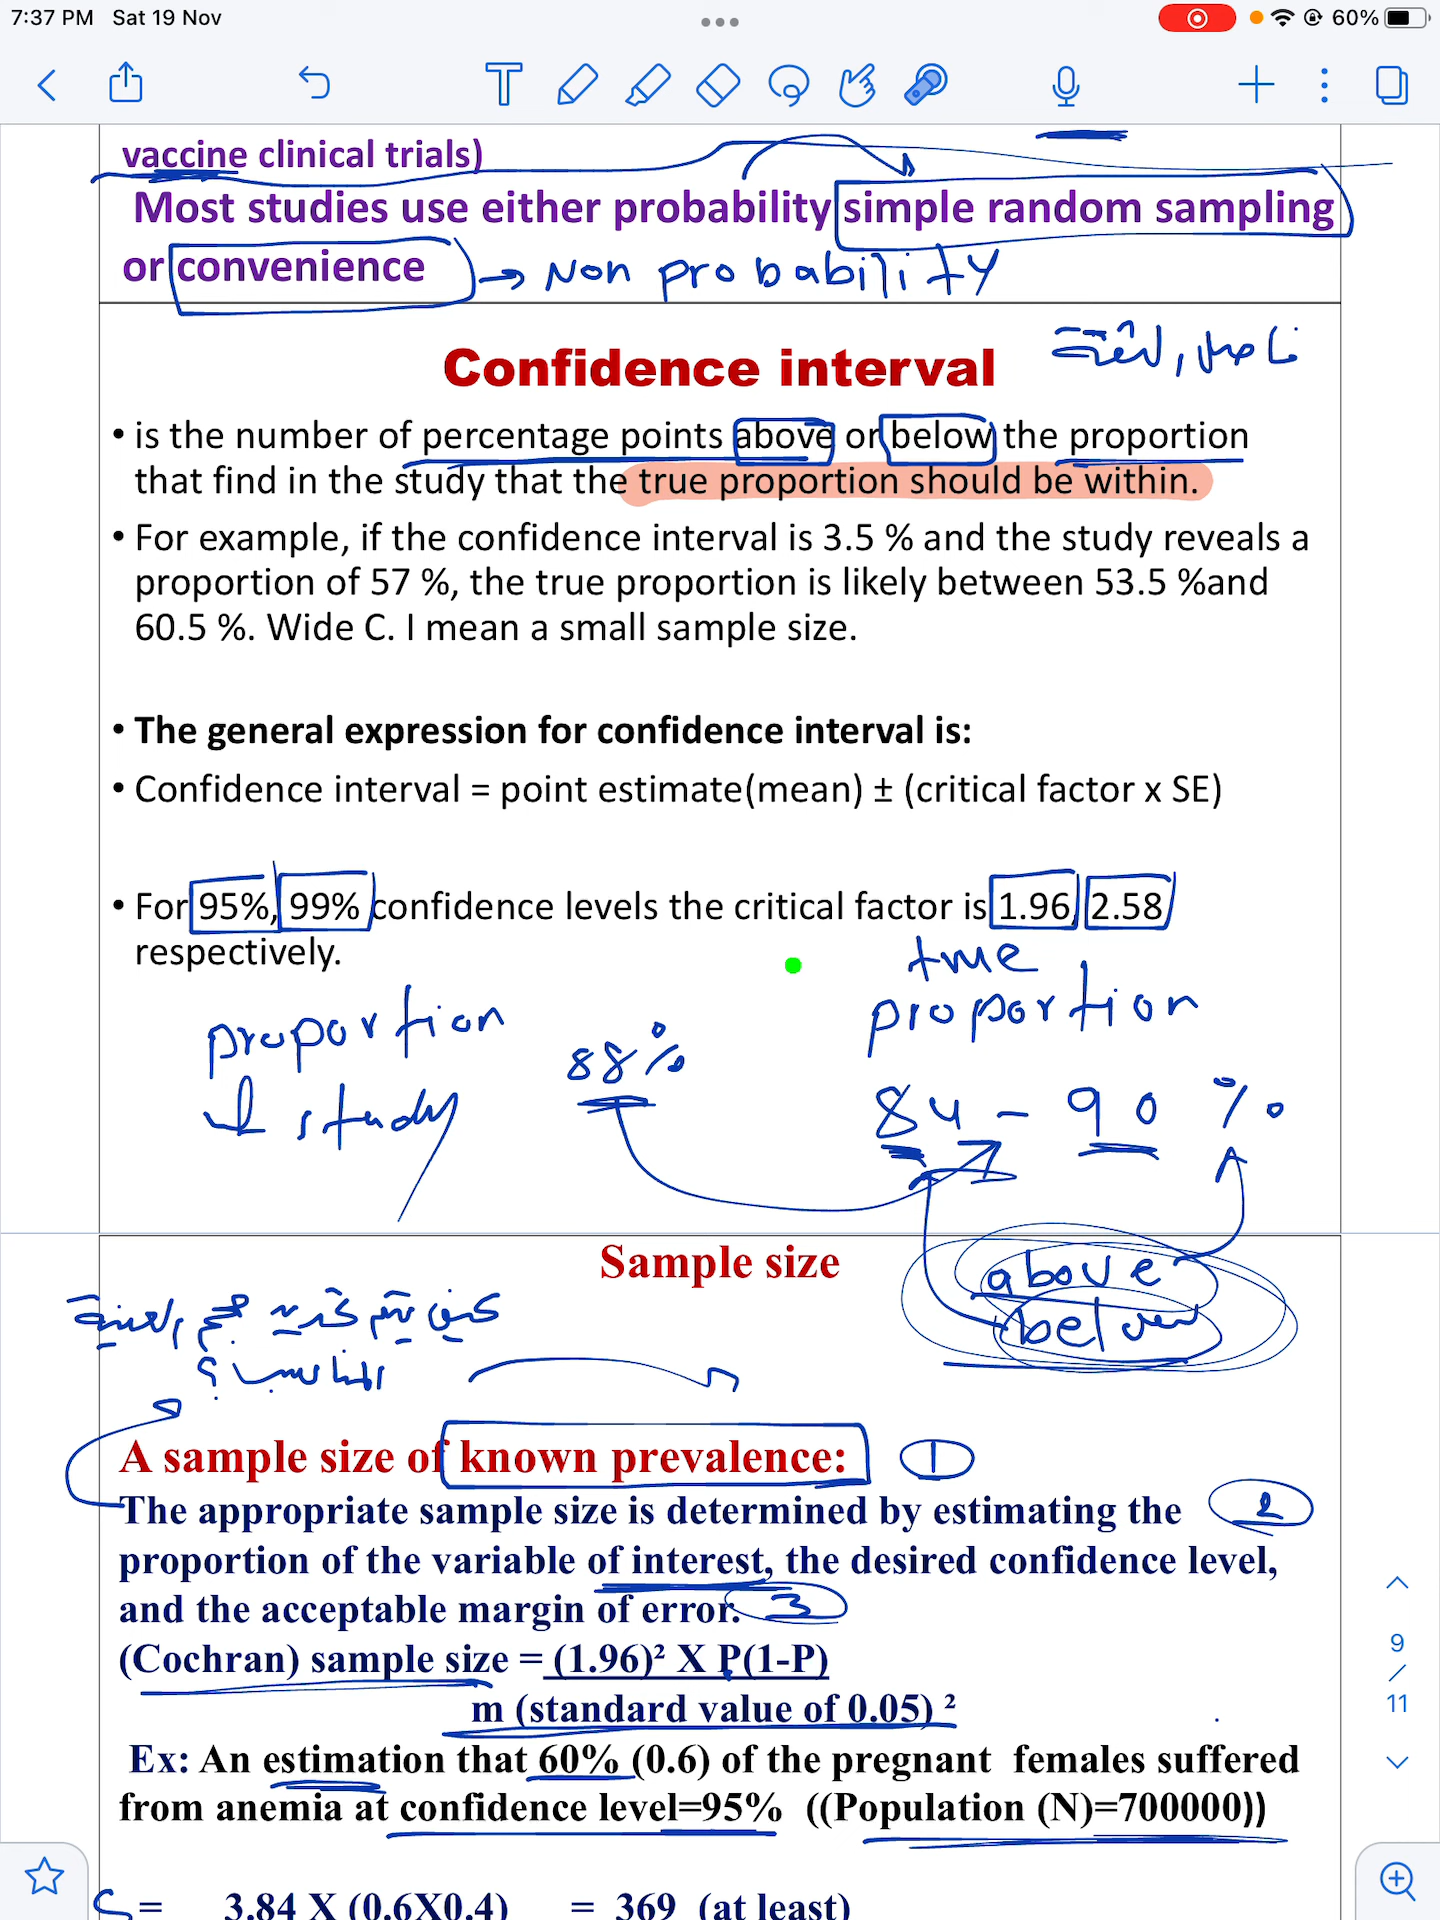 7:37 PM Sat 19 Nov
60%
vaccine clinical trials)
Most studies use either probability simple random sampling
or convenience → Non probability
Confidence interval
• is the number of percentage points above or below the proportion
that find in the study that the true proportion should be within.
• For example, if the confidence interval is 3.5 % and the study reveals a
proportion of 57 %, the true proportion is likely between 53.5 %and
60.5 %. Wide C. I mean a small sample size.
• The general expression for confidence interval is:
• Confidence interval = point estimate(mean) ± (critical factor x SE)
• For 95%, 99% confidence levels the critical factor is 1.96, 2.58
respectively.
true
proportion
proportion
88%
study
84 – 90 %
Sample size
above
below
كيف يتم تحديد حجم العينة
المناسب ؟
A sample size of known prevalence: 1
The appropriate sample size is determined by estimating the 2
proportion of the variable of interest, the desired confidence level,
and the acceptable margin of error. 3
(Cochran) sample size = (1.96)² X P(1-P)
m (standard value of 0.05) ²
Ex: An estimation that 60% (0.6) of the pregnant females suffered
from anemia at confidence level=95% ((Population (N)=700000))
= 3.84 X (0.6X0.4) = 369 (at least)
9
/
11